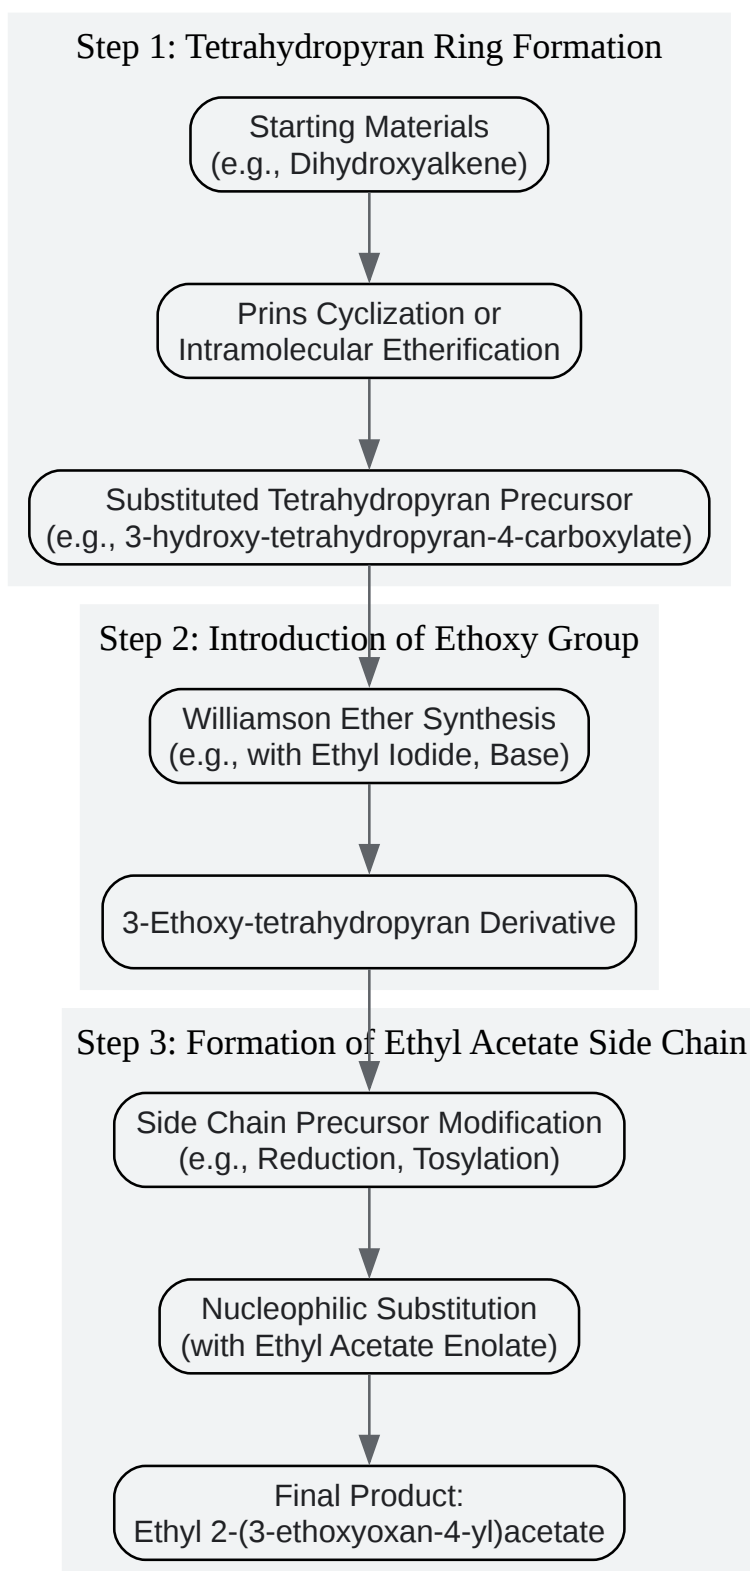 Step 1: Tetrahydropyran Ring Formation
Starting Materials
(e.g., Dihydroxyalkene)
Prins Cyclization or
Intramolecular Etherification
Substituted Tetrahydropyran Precursor
(e.g., 3-hydroxy-tetrahydropyran-4-carboxylate)
Step 2: Introduction of Ethoxy Group
Williamson Ether Synthesis
(e.g., with Ethyl Iodide, Base)
3-Ethoxy-tetrahydropyran Derivative
Step 3: Formation of Ethyl Acetate Side Chain
Side Chain Precursor Modification
(e.g., Reduction, Tosylation)
Nucleophilic Substitution
(with Ethyl Acetate Enolate)
Final Product:
Ethyl 2-(3-ethoxyoxan-4-yl)acetate